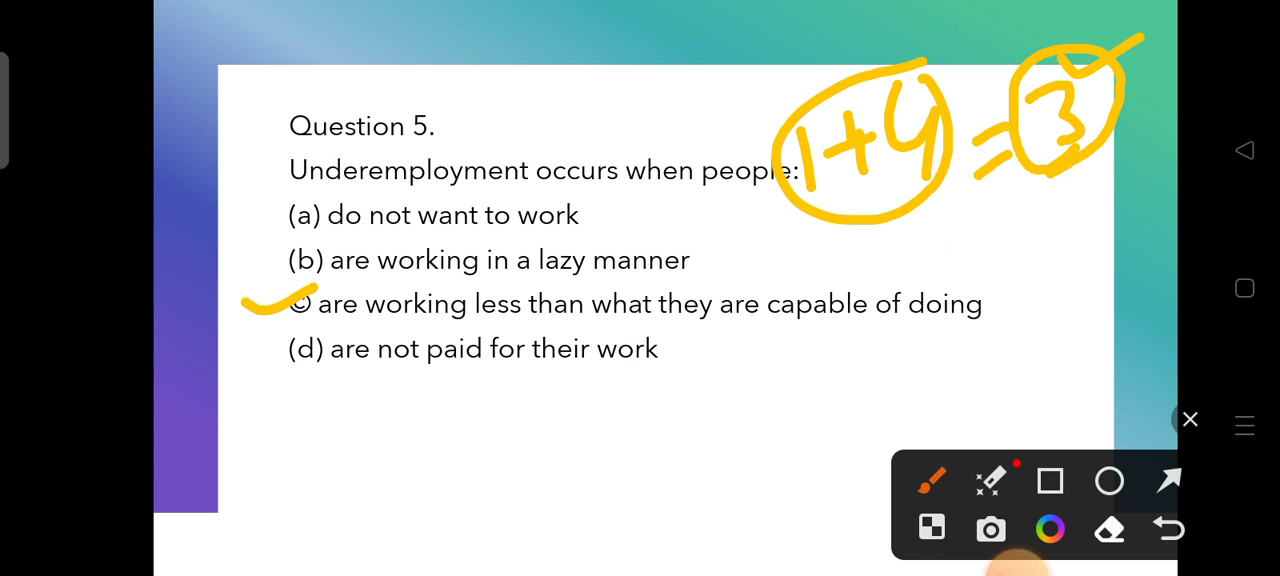 Question 5.
Underemployment occurs when people:
1+4 = 3
(a) do not want to work
(b) are working in a lazy manner
© are working less than what they are capable of doing
(d) are not paid for their work